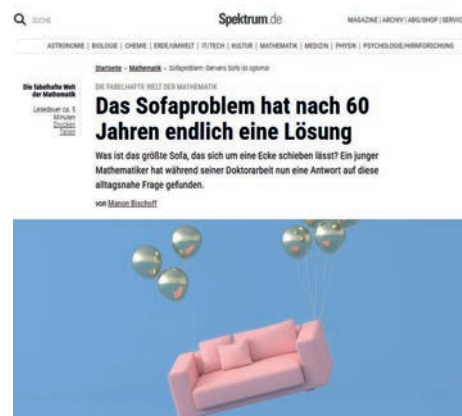 SUCHE
Spektrum.de
MAGAZINE | ARCHIV | ABO/SHOP | SERVIC
ASTRONOMIE | BIOLOGIE | CHEMIE | ERDE/UMWELT | IT/TECH | KULTUR | MATHEMATIK | MEDIZIN | PHYSIK | PSYCHOLOGIE/HIRNFORSCHUNG
Startseite » Mathematik » Sofaproblem: Gervers Sofa ist optimal
Die fabelhafte Welt
der Mathematik
Lesedauer ca. 5
Minuten
Drucken
Teilen
DIE FABELHAFTE WELT DER MATHEMATIK
Das Sofaproblem hat nach 60
Jahren endlich eine Lösung
Was ist das größte Sofa, das sich um eine Ecke schieben lässt? Ein junger
Mathematiker hat während seiner Doktorarbeit nun eine Antwort auf diese
alltagsnahe Frage gefunden.
von Manon Bischoff